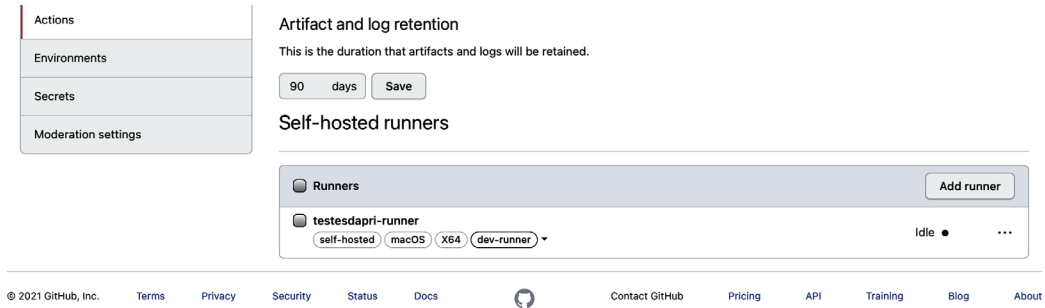 Actions
Environments
Secrets
Moderation settings
Artifact and log retention
This is the duration that artifacts and logs will be retained.
90 days Save
Self-hosted runners
Runners Add runner
testesdapri-runner
self-hosted macOS X64 dev-runner Idle
© 2021 GitHub, Inc. Terms Privacy Security Status Docs Contact GitHub Pricing API Training Blog About